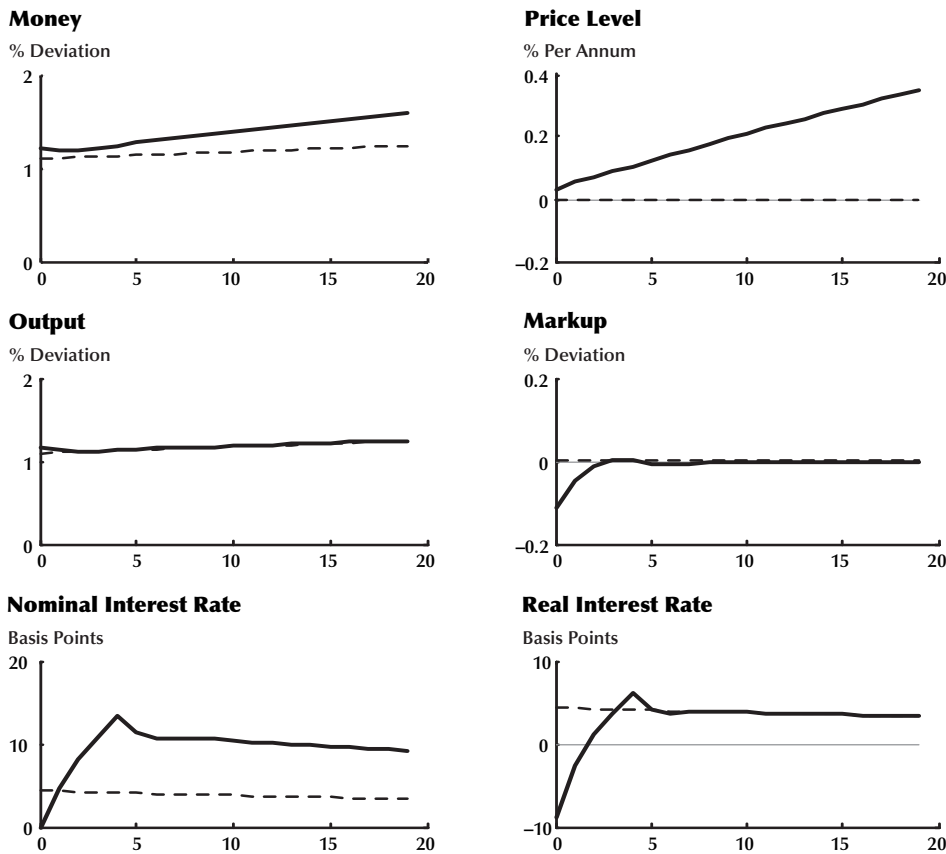 Money
% Deviation
2
1
0
0 5 10 15 20
Price Level
% Per Annum
0.4
0.2
0
–0.2
0 5 10 15 20
Output
% Deviation
2
1
0
0 5 10 15 20
Markup
% Deviation
0.2
0
–0.2
0 5 10 15 20
Nominal Interest Rate
Basis Points
20
10
0
0 5 10 15 20
Real Interest Rate
Basis Points
10
0
–10
0 5 10 15 20